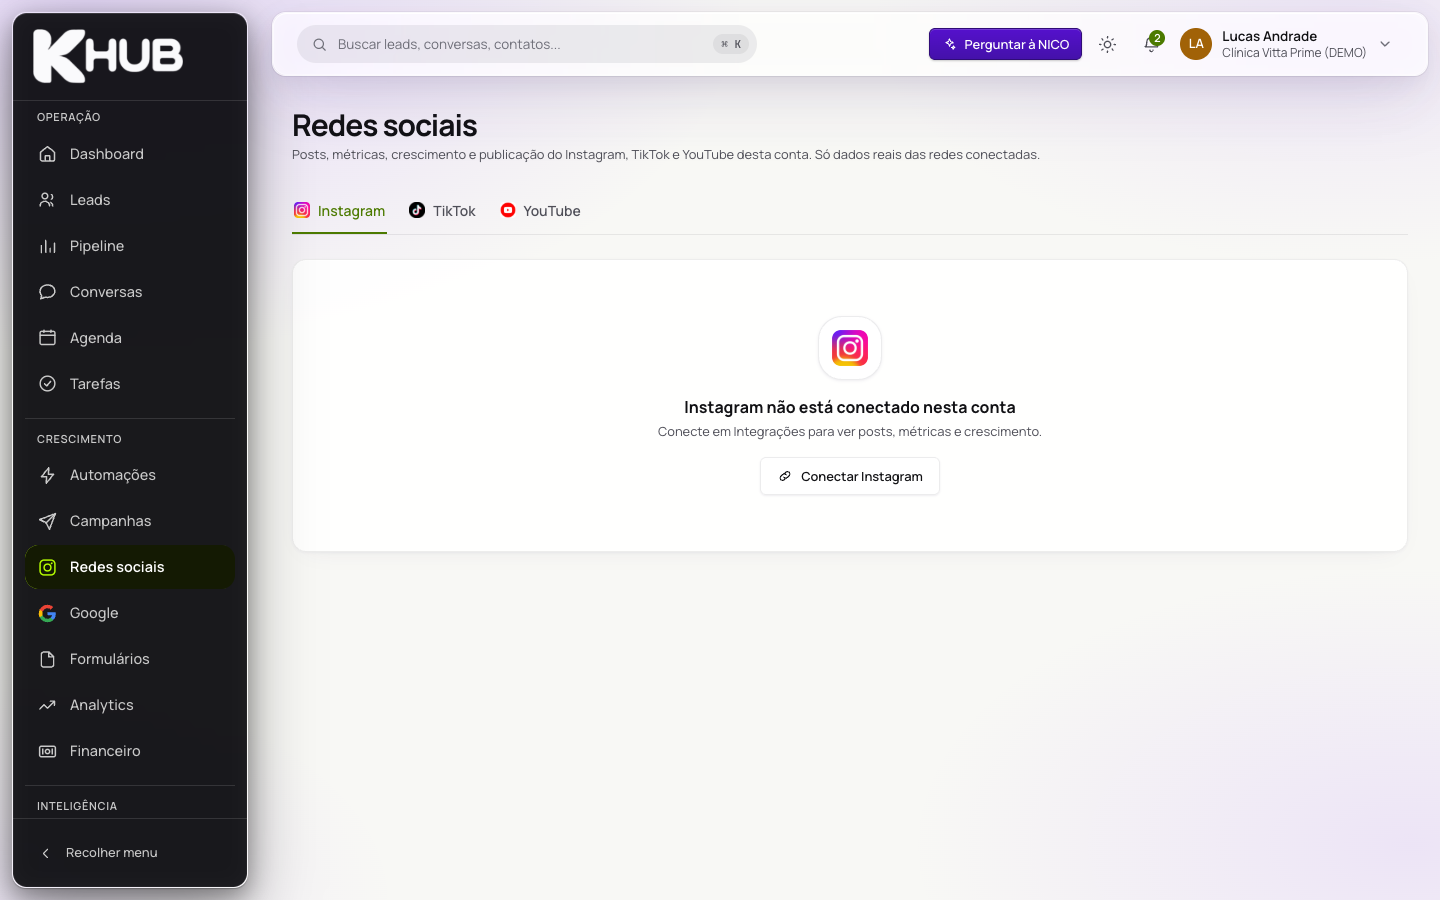 KHUB
OPERAÇÃO
Dashboard
Leads
Pipeline
Conversas
Agenda
Tarefas
CRESCIMENTO
Automações
Campanhas
Redes sociais
Google
Formulários
Analytics
Financeiro
INTELIGÊNCIA
Recolher menu
Buscar leads, conversas, contatos...
⌘ K
Perguntar à NICO
2
LA
Lucas Andrade
Clínica Vitta Prime (DEMO)
Redes sociais
Posts, métricas, crescimento e publicação do Instagram, TikTok e YouTube desta conta. Só dados reais das redes conectadas.
Instagram
TikTok
YouTube
Instagram não está conectado nesta conta
Conecte em Integrações para ver posts, métricas e crescimento.
Conectar Instagram